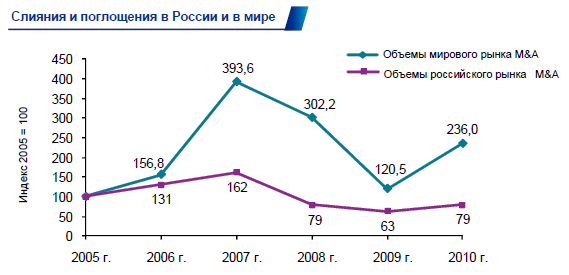 Слияния и поглощения в России и в мире
Объемы мирового рынка M&A
Объемы российского рынка M&A
Индекс 2005 = 100
450
400
350
300
250
200
150
100
50
0
393,6
302,2
236,0
156,8
120,5
131
162
79
63
79
2005 г.
2006 г.
2007 г.
2008 г.
2009 г.
2010 г.